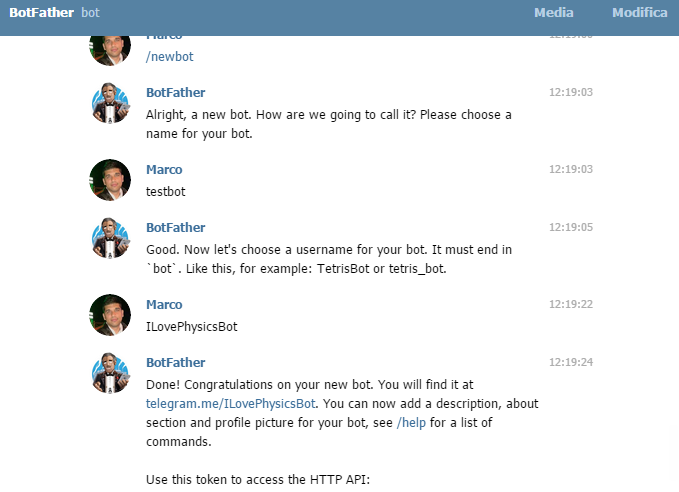 BotFather bot Media Modifica
Marco 12:19:00
/newbot
BotFather 12:19:03
Alright, a new bot. How are we going to call it? Please choose a
name for your bot.
Marco 12:19:03
testbot
BotFather 12:19:05
Good. Now let's choose a username for your bot. It must end in
`bot`. Like this, for example: TetrisBot or tetris_bot.
Marco 12:19:22
ILovePhysicsBot
BotFather 12:19:24
Done! Congratulations on your new bot. You will find it at
telegram.me/ILovePhysicsBot. You can now add a description, about
section and profile picture for your bot, see /help for a list of
commands.
Use this token to access the HTTP API: